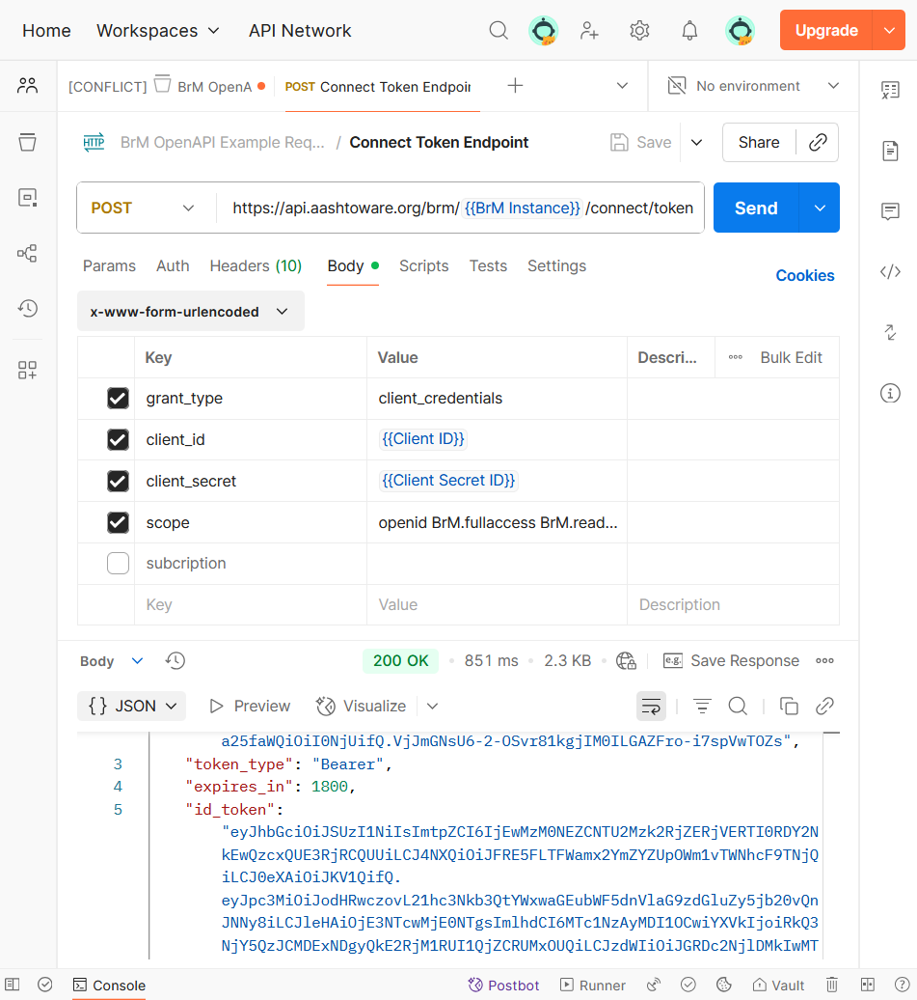 Home Workspaces API Network Upgrade
[CONFLICT] BrM OpenA POST Connect Token Endpoir No environment
HTTP BrM OpenAPI Example Req... / Connect Token Endpoint Save Share
POST https://api.aashtoware.org/brm/ {{BrM Instance}} /connect/token Send
Params Auth Headers (10) Body Scripts Tests Settings Cookies
x-www-form-urlencoded
Key Value Descri... Bulk Edit
grant_type client_credentials
client_id {{Client ID}}
client_secret {{Client Secret ID}}
scope openid BrM.fullaccess BrM.read...
subcription
Key Value Description
Body 200 OK 851 ms 2.3 KB e.g. Save Response
{} JSON Preview Visualize
a25faWQiOiI0NjUifQ.VjJmGNsU6-2-OSvr81kgjIM0ILGAZFro-i7spVwTOZs",
3 "token_type": "Bearer",
4 "expires_in": 1800,
5 "id_token":
"eyJhbGciOiJSUzI1NiIsImtpZCI6IjEwMzM0NEZCNTU2Mzk2RjZERjVERTI0RDY2N
kEwQzcxQUE3RjRCQUUiLCJ4NXQiOiJFRE5FLTFWamx2YmZYZUpOWm1vTWNhcF9TNjQ
iLCJ0eXAiOiJKV1QifQ.
eyJpc3MiOiJodHRwczovL21hc3Nkb3QtYWxwaGEubWF5dnVlaG9zdGluZy5jb20vQn
JNNy8iLCJleHAiOjE3NTcwMjE0NTgsImlhdCI6MTc1NzAyMDI1OCwiYXVkIjoiRkQ3
NjY5QzJCMDExNDgyQkE2RjM1RUI1QjZCRUMxOUQiLCJzdWIiOiJGRDc2NjlDMkIwMT
Console Postbot Runner Vault